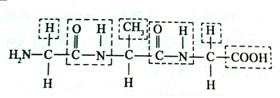 H O H CH₃ O H H
H₂N—C—C—N—C—C—N—C—COOH
H H H